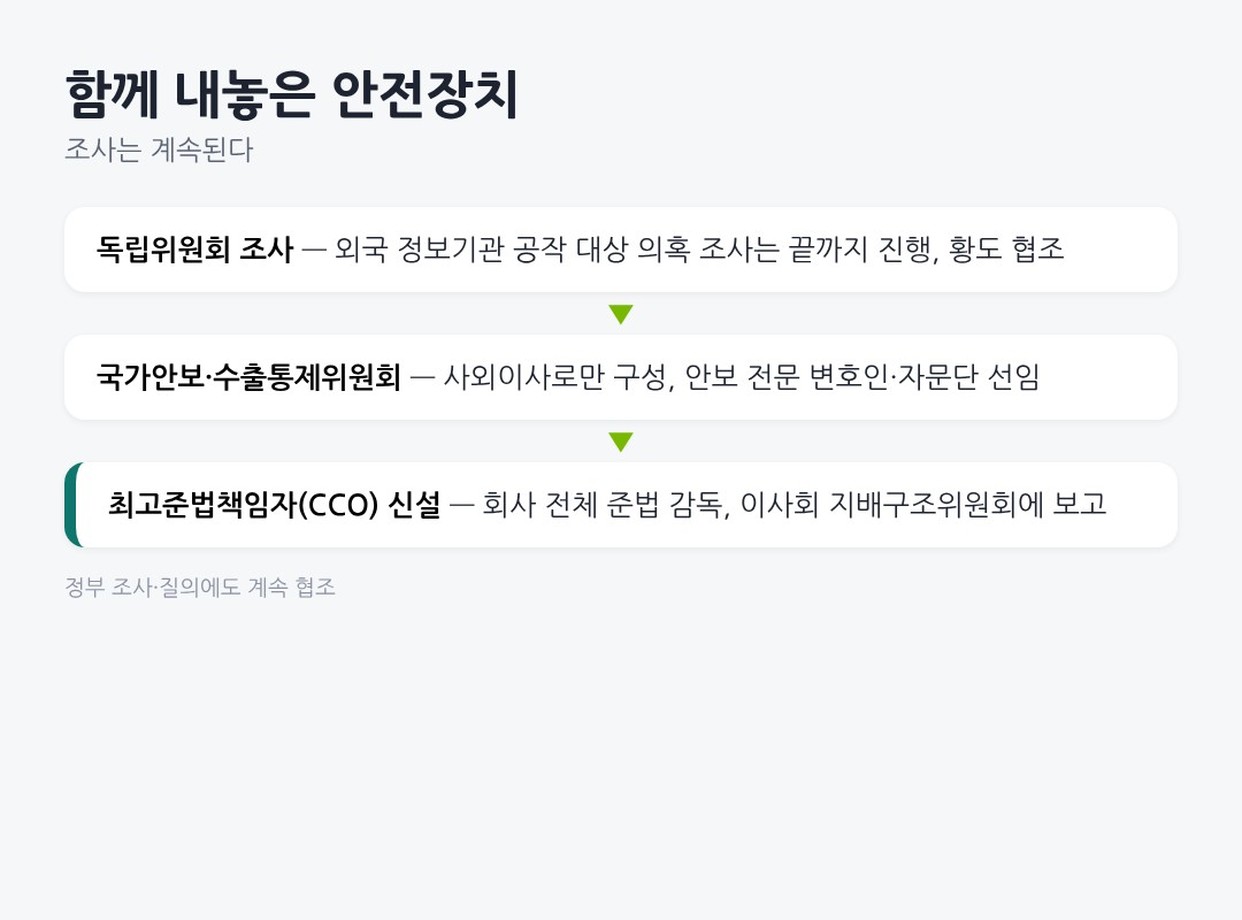 함께 내놓은 안전장치
조사는 계속된다
독립위원회 조사 — 외국 정보기관 공작 대상 의혹 조사는 끝까지 진행, 황도 협조
국가안보·수출통제위원회 — 사외이사로만 구성, 안보 전문 변호인·자문단 선임
최고준법책임자(CCO) 신설 — 회사 전체 준법 감독, 이사회 지배구조위원회에 보고
정부 조사·질의에도 계속 협조